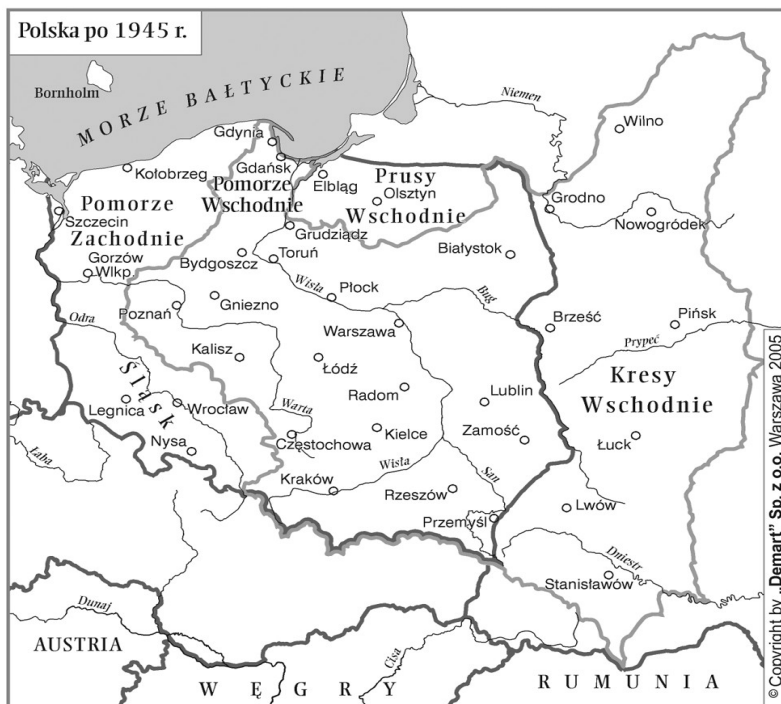 Polska po 1945 r.
Bornholm
MORZE BAŁTYCKIE
Niemen
Wilno
Gdynia
Gdańsk
Kołobrzeg
Elbląg
Prusy
Wschodnie
Olsztyn
Pomorze
Wschodnie
Pomorze
Zachodnie
Szczecin
Grodno
Nowogródek
Grudziądz
Białystok
Gorzów
Wlkp.
Bydgoszcz
Toruń
Wisła
Płock
Bug
Gniezno
Poznań
Odra
Warszawa
Brześć
Pińsk
Prypeć
Kalisz
Łódź
Śląsk
Radom
Lublin
Kresy
Wschodnie
Legnica
Wrocław
Warta
Kielce
Zamość
Łuck
Nysa
Częstochowa
Łaba
Wisła
San
Kraków
Rzeszów
Przemyśl
Lwów
Dniestr
Stanisławów
Dunaj
AUSTRIA
Cisa
WĘGRY
RUMUNIA
© Copyright by „Demart” Sp. z o.o. Warszawa 2005